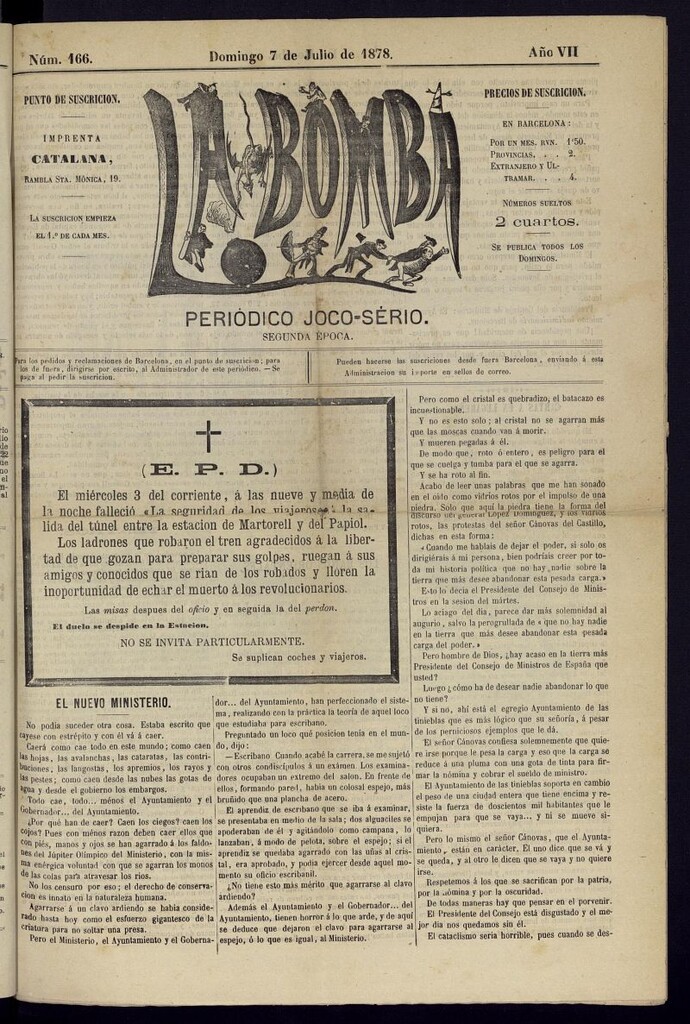 Núm. 166.
Domingo 7 de Julio de 1878.
Año VII
PUNTO DE SUSCRICION.
IMPRENTA
CATALANA,
RAMBLA STA. MÓNICA, 19.
LA SUSCRICION EMPIEZA
EL 1.º DE CADA MES.
LA BOMBA
PRECIOS DE SUSCRICION.
EN BARCELONA:
POR UN MES. RVN. 1'50.
PROVINCIAS, . . 2.
EXTRANJERO Y UL-
TRAMAR. . . 4.
NÚMEROS SUELTOS
2 cuartos.
SE PUBLICA TODOS LOS
DOMINGOS.
PERIÓDICO JOCO-SÉRIO.
SEGUNDA ÉPOCA.
Para los pedidos y reclamaciones de Barcelona, en el punto de suscricion; para
los de fuera, dirigirse por escrito, al Administrador de este periódico. — Se
paga al pedir la suscricion.
Pueden hacerse las suscriciones desde fuera Barcelona, enviando á esta
Administracion su importe en sellos de correo.
(E. P. D.)
El miércoles 3 del corriente, á las nueve y media de
la noche falleció «La seguridad de los viajeros» á la sa-
lida del túnel entre la estacion de Martorell y del Papiol.
Los ladrones que robaron el tren agradecidos á la liber-
tad de que gozan para preparar sus golpes, ruegan á sus
amigos y conocidos que se rian de los robados y lloren la
inoportunidad de echar el muerto á los revolucionarios.
Las misas despues del oficio y en seguida la del perdon.
El duelo se despide en la Estacion.
NO SE INVITA PARTICULARMENTE.
Se suplican coches y viajeros.
EL NUEVO MINISTERIO.
No podia suceder otra cosa. Estaba escrito que
cayese con estrépito y con él vá á caer.
Caerá como cae todo en este mundo; como caen
las hojas, las avalanchas, las cataratas, las contri-
buciones, las langostas, los apremios, los rayos y
las pestes; como caen desde las nubes las gotas de
agua y desde el gobierno los embargos.
Todo cae, todo... ménos el Ayuntamiento y el
Gobernador... del Ayuntamiento.
¿Por qué han de caer? Caen los ciegos? caen los
cojos? Pues con ménos razon deben caer ellos que
con piés, manos y ojos se han agarrado á los faldo-
nes del Júpiter Olímpico del Ministerio, con la mis-
ma enérgica voluntad con que se agarran los monos
de las colas para atravesar los rios.
No les censuro por eso; el derecho de conserva-
cion es innato en la naturaleza humana.
Agarrarse á un clavo ardiendo se habia consid-
erado hasta hoy como el esfuerzo gigantesco de la
criatura para no soltar una presa.
Pero el Ministerio, el Ayuntamiento y el Goberna-
dor... del Ayuntamiento, han perfeccionado el siste-
ma, realizando con la práctica la teoría de aquel loco
que estudiaba para escribano.
Preguntado un loco qué posicion tenia en el mun-
do, dijo:
—Escribano Cuando acabé la carrera, se me sujetó
con otros condiscípulos á un exámen. Los examina-
dores ocupaban un extremo del salon. En frente de
ellos, formando pared, habia un colosal espejo, más
bruñido que una plancha de acero.
El aprendiz de escribano que se iba á examinar,
se presentaba en medio de la sala; dos alguaciles se
apoderaban de él y agitándolo como campana, lo
lanzaban, á modo de pelota, sobre el espejo; si el
aprendiz se quedaba agarrado con las uñas al cris-
tal, era aprobado, y podia ejercer desde aquel mo-
mento su oficio escribanil.
¿No tiene esto más mérito que agarrarse al clavo
ardiendo?
Además el Ayuntamiento y el Gobernador... del
Ayuntamiento, tienen horror á lo que arde, y de aquí
se deduce que dejaron el clavo para agarrarse al
espejo, ó lo que es igual, al Ministerio.
Pero como el cristal es quebradizo, el batacazo es
incuestionable.
Y no es esto solo; al cristal no se agarran más
que las moscas cuando van á morir.
Y mueren pegadas á él.
De modo que, roto ó entero, es peligro para el
que se cuelga y tumba para el que se agarra.
Y se ha roto al fin.
Acabo de leer unas palabras que me han sonado
en el oido como vidrios rotos por el impulso de una
piedra. Solo que aquí la piedra tiene la forma del
discurso del general Lopez Dominguez, y los vidrios
rotos, las protestas del señor Cánovas del Castillo,
dichas en esta forma:
«Cuando me hablais de dejar el poder, si solo os
dirigiérais á mi persona, bien podriais creer por to-
da mi historia política que no hay nadie sobre la
tierra que más desee abandonar esta pesada carga.»
Esto lo decia el Presidente del Consejo de Minis-
tros en la sesion del mártes.
Lo aciago del dia, parece dar más solemnidad al
augurio, salvo la perogrullada de «que no hay nadie
en la tierra que más desee abandonar esta pesada
carga del poder.»
Pero hombre de Dios, ¿hay acaso en la tierra más
Presidente del Consejo de Ministros de España que
usted?
Luego ¿cómo ha de desear nadie abandonar lo que
no tiene?
Y si no, ahí está el egregio Ayuntamiento de las
tinieblas que es más lógico que su señoría, á pesar
de los perniciosos ejemplos que le dá.
El señor Cánovas confiesa solemnemente que quie-
re irse porque le pesa la carga y eso que la carga se
reduce á una pluma con una gota de tinta para fir-
mar la nómina y cobrar el sueldo de ministro.
El Ayuntamiento de las tinieblas soporta en cambio
el peso de una ciudad entera que tiene encima y re-
siste la fuerza de doscientos mil habitantes que le
empujan para que se vaya... y ni se mueve si-
quiera.
Pero lo mismo el señor Cánovas, que el Ayunta-
miento, están en carácter. El uno dice que se vá y
se queda, y al otro le dicen que se vaya y no quiere
irse.
Respetemos á los que se sacrifican por la patria,
por la nómina y por la oscuridad.
De todas maneras hay que pensar en el porvenir.
El Presidente del Consejo está disgustado y el me-
jor dia nos quedamos sin él.
El cataclismo seria horrible, pues cuando se des-